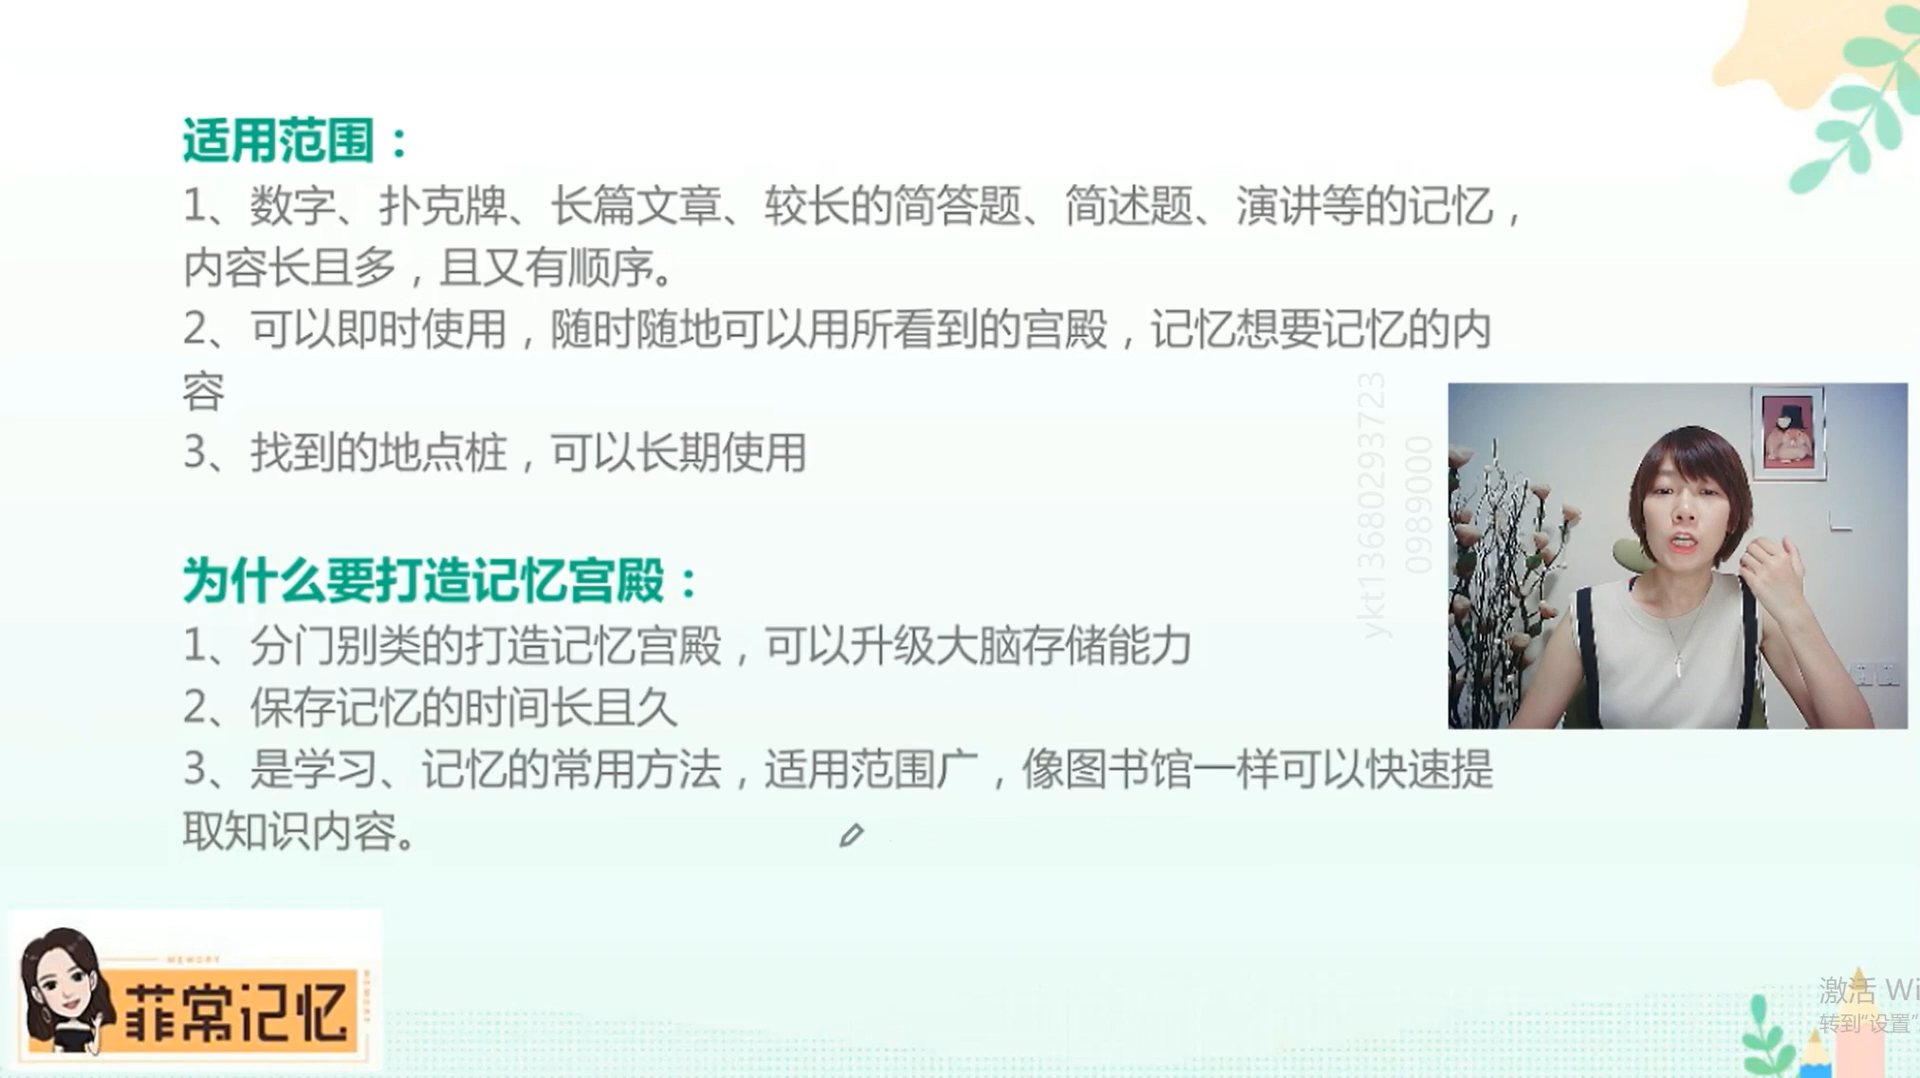 适用范围：
1、数字、扑克牌、长篇文章、较长的简答题、简述题、演讲等的记忆，
内容长且多，且又有顺序。
2、可以即时使用，随时随地可以用所看到的宫殿，记忆想要记忆的内
容
3、找到的地点桩，可以长期使用
ykt13680293723
0989000
为什么要打造记忆宫殿：
1、分门别类的打造记忆宫殿，可以升级大脑存储能力
2、保存记忆的时间长且久
3、是学习、记忆的常用方法，适用范围广，像图书馆一样可以快速提
取知识内容。
MEMORY
菲常记忆
激活 Wi
转到"设置"